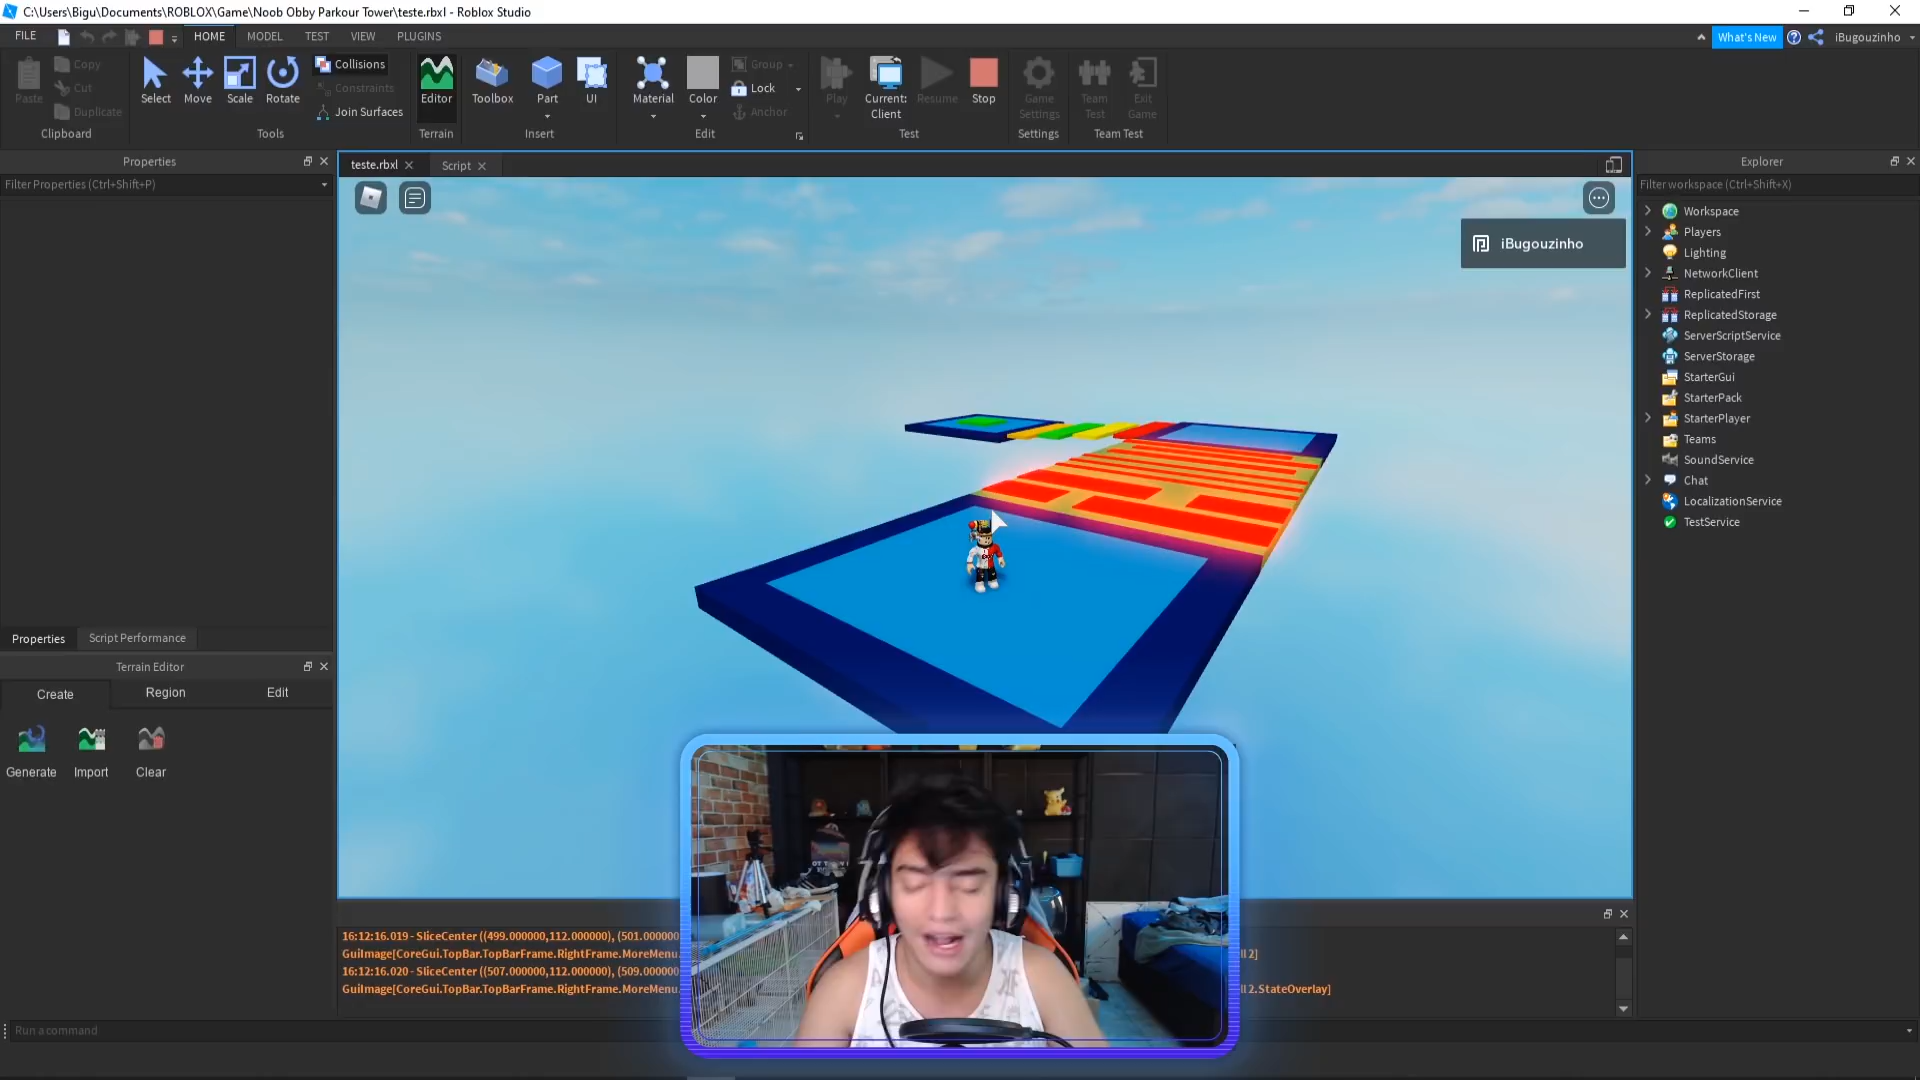 C:\Users\Bigu\Documents\ROBLOX\Game\Noob Obby Parkour Tower\teste.rbxl - Roblox Studio
FILE HOME MODEL TEST VIEW PLUGINS What's New iBugouzinho
Paste
Copy
Cut
Duplicate
Clipboard
Select Move Scale Rotate
Collisions
Constraints
Join Surfaces
Tools
Editor
Terrain
Toolbox Part UI
Insert
Material Color
Group
Lock
Anchor
Edit
Play
Current:
Client
Resume Stop
Test
Game
Settings
Settings
Team
Test
Exit
Game
Team Test
Properties
Filter Properties (Ctrl+Shift+P)
Properties Script Performance
Terrain Editor
Create Region Edit
Generate Import Clear
teste.rbxl Script
iBugouzinho
Explorer
Filter workspace (Ctrl+Shift+X)
Workspace
Players
Lighting
NetworkClient
ReplicatedFirst
ReplicatedStorage
ServerScriptService
ServerStorage
StarterGui
StarterPack
StarterPlayer
Teams
SoundService
Chat
LocalizationService
TestService
16:12:16.019 - SliceCenter ((499.000000,112.000000), (501.00000
GuiImage[CoreGui.TopBar.TopBarFrame.RightFrame.MoreMenu. ll 2]
16:12:16.020 - SliceCenter ((507.000000,112.000000), (509.00000
GuiImage[CoreGui.TopBar.TopBarFrame.RightFrame.MoreMenu. ll 2.StateOverlay]
Run a command